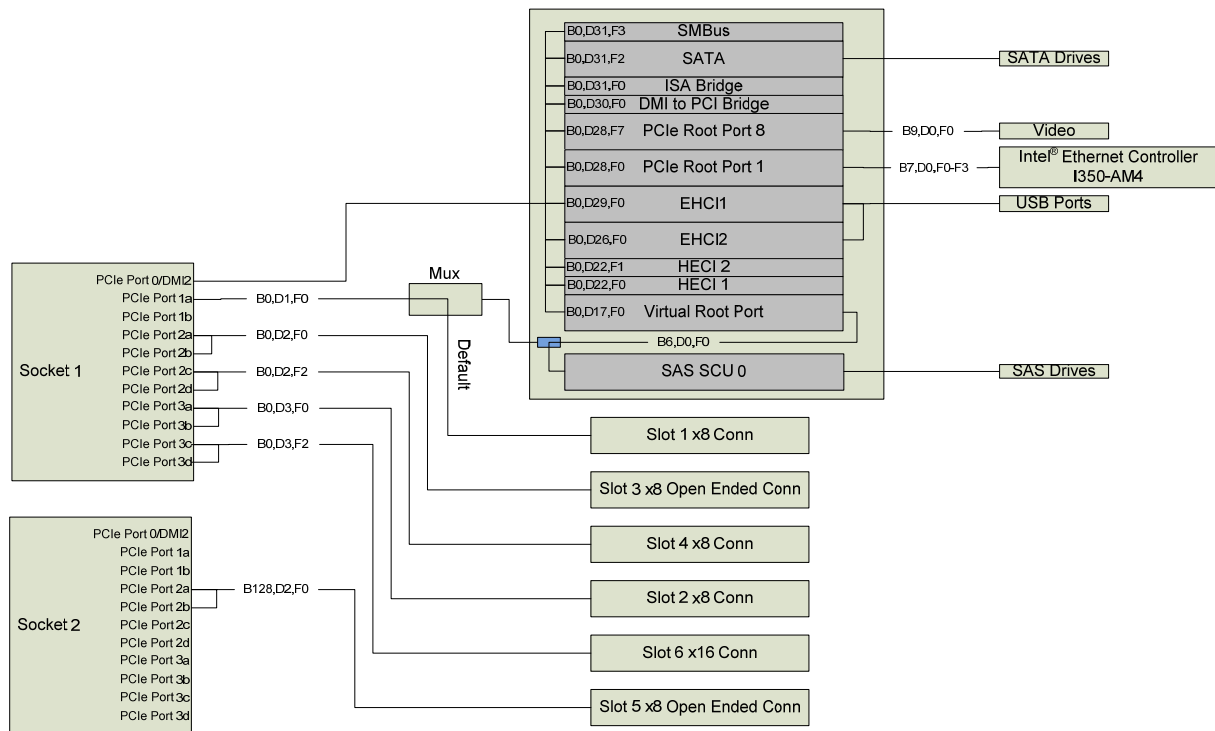 B0,D31,F3 SMBus
B0,D31,F2 SATA
SATA Drives
B0,D31,F0 ISA Bridge
B0,D30,F0 DMI to PCI Bridge
B0,D28,F7 PCIe Root Port 8
B9,D0,F0
Video
B0,D28,F0 PCIe Root Port 1
B7,D0,F0-F3
Intel® Ethernet Controller
I350-AM4
B0,D29,F0 EHCI1
USB Ports
B0,D26,F0 EHCI2
B0,D22,F1 HECI 2
B0,D22,F0 HECI 1
B0,D17,F0 Virtual Root Port
B6,D0,F0
SAS SCU 0
SAS Drives
Mux
Default
Socket 1
PCIe Port 0/DMI2
PCIe Port 1a
B0,D1,F0
PCIe Port 1b
PCIe Port 2a
B0,D2,F0
PCIe Port 2b
PCIe Port 2c
B0,D2,F2
PCIe Port 2d
PCIe Port 3a
B0,D3,F0
PCIe Port 3b
PCIe Port 3c
B0,D3,F2
PCIe Port 3d
Slot 1 x8 Conn
Slot 3 x8 Open Ended Conn
Slot 4 x8 Conn
Slot 2 x8 Conn
Slot 6 x16 Conn
Slot 5 x8 Open Ended Conn
Socket 2
PCIe Port 0/DMI2
PCIe Port 1a
PCIe Port 1b
PCIe Port 2a
B128,D2,F0
PCIe Port 2b
PCIe Port 2c
PCIe Port 2d
PCIe Port 3a
PCIe Port 3b
PCIe Port 3c
PCIe Port 3d